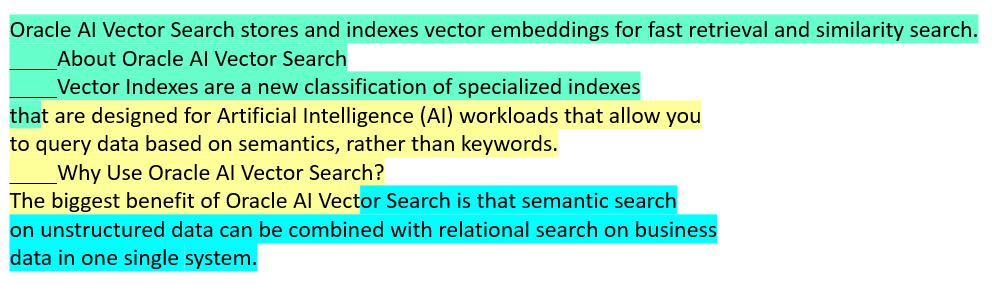 Oracle AI Vector Search stores and indexes vector embeddings for fast retrieval and similarity search.
____About Oracle AI Vector Search
____Vector Indexes are a new classification of specialized indexes
that are designed for Artificial Intelligence (AI) workloads that allow you
to query data based on semantics, rather than keywords.
____Why Use Oracle AI Vector Search?
The biggest benefit of Oracle AI Vector Search is that semantic search
on unstructured data can be combined with relational search on business
data in one single system.